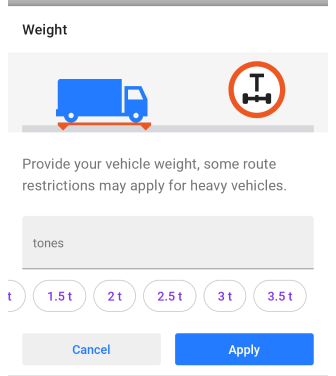 Weight
T
Provide your vehicle weight, some route
restrictions may apply for heavy vehicles.
tones
t 1.5 t 2 t 2.5 t 3 t 3.5 t
Cancel Apply